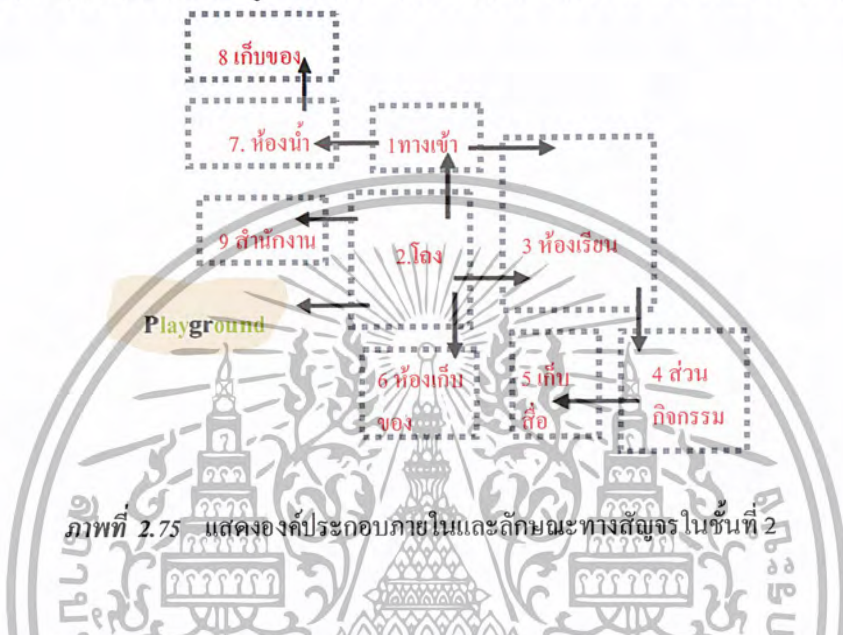 8 เก็บของ
7. ห้องน้ำ
1ทางเข้า
9 สำนักงาน
2.โถง
3 ห้องเรียน
Playground
6 ห้องเก็บ
ของ
5 เก็บ
สื่อ
4 ส่วน
กิจกรรม
ภาพที่ 2.75 แสดงองค์ประกอบภายในและลักษณะทางสัญจรในชั้นที่ 2